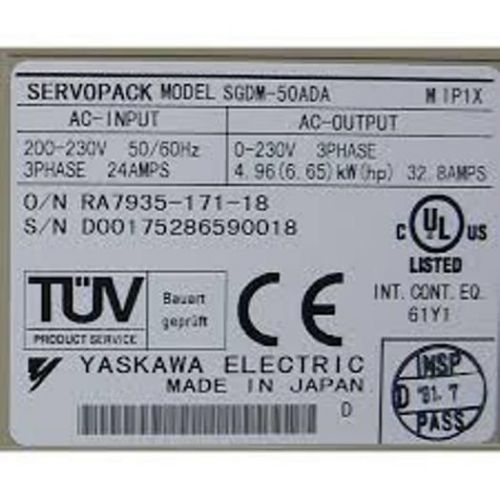 SERVOPACK MODEL SGDM-50ADA M IP1X
AC-INPUT AC-OUTPUT
200-230V 50/60Hz 0-230V 3PHASE
3PHASE 24AMPS 4.96(6.65)kW(hp) 32.8AMPS
O/N RA7935-171-18
S/N D00175286590018
C UL US
LISTED
INT. CONT. EQ.
61Y1
TÜV
PRODUCT SERVICE
Bauart
geprüft
CE
YASKAWA ELECTRIC
MADE IN JAPAN
D
INSP
D '01.7
PASS